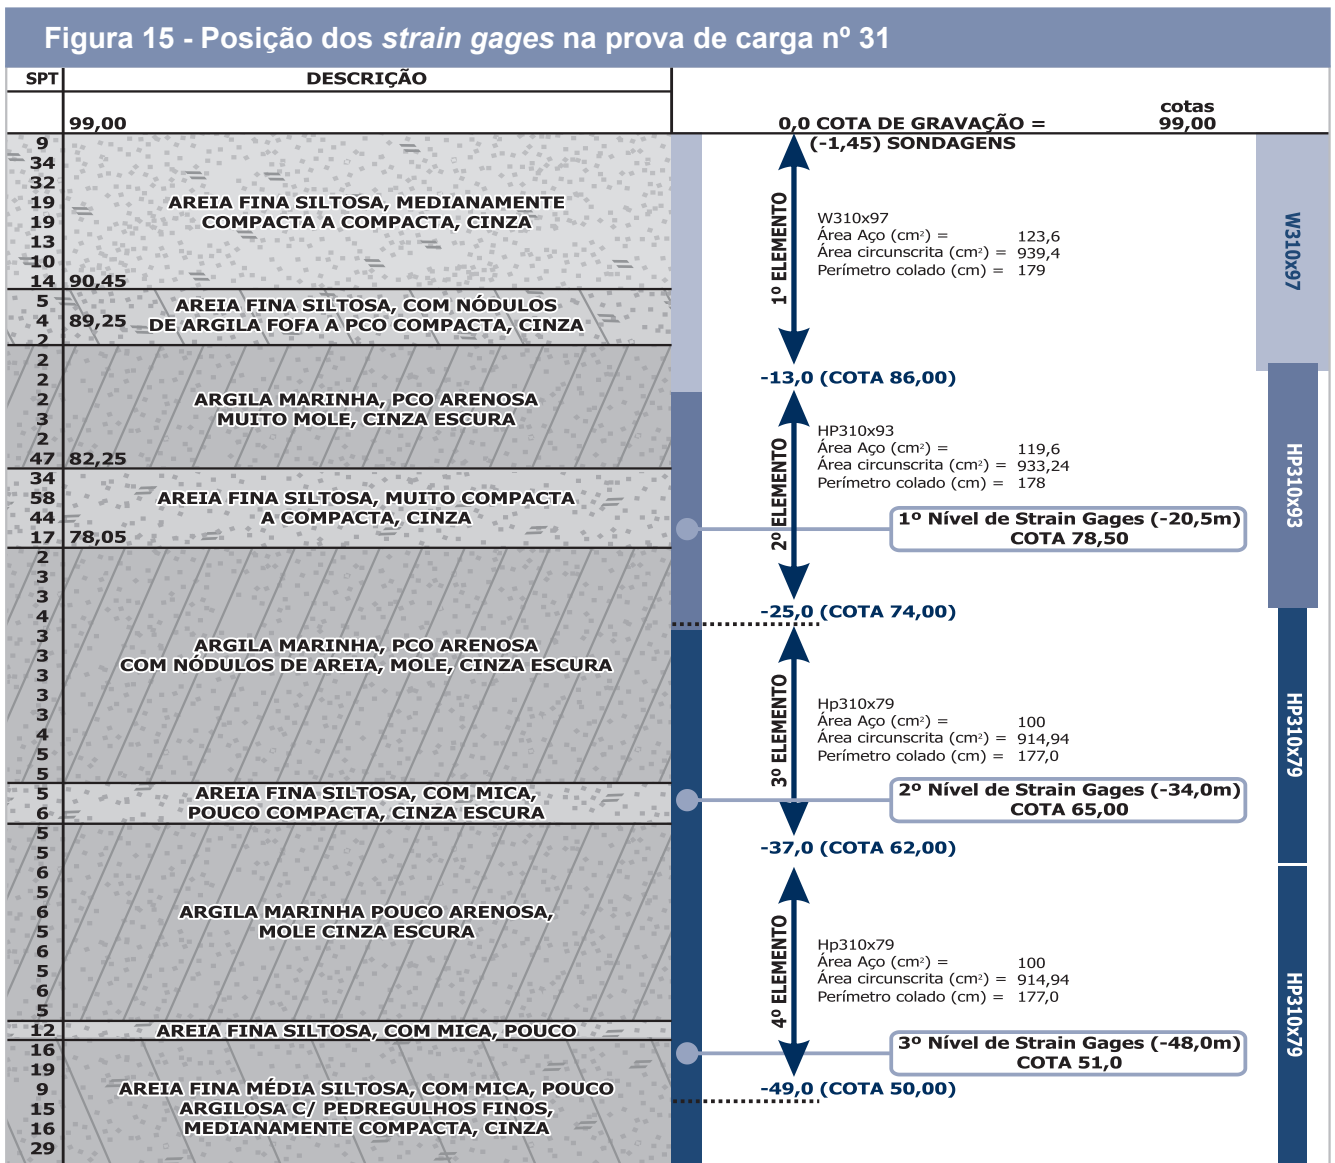 Figura 15 - Posição dos strain gages na prova de carga nº 31
SPT
DESCRIÇÃO
99,00
9
34
32
19
19
13
10
14
90,45
AREIA FINA SILTOSA, MEDIANAMENTE
COMPACTA A COMPACTA, CINZA
5
4
2
89,25
AREIA FINA SILTOSA, COM NÓDULOS
DE ARGILA FOFA A PCO COMPACTA, CINZA
2
2
2
3
2
47
82,25
ARGILA MARINHA, PCO ARENOSA
MUITO MOLE, CINZA ESCURA
34
58
44
17
78,05
AREIA FINA SILTOSA, MUITO COMPACTA
A COMPACTA, CINZA
2
3
3
4
3
3
3
3
3
4
5
5
ARGILA MARINHA, PCO ARENOSA
COM NÓDULOS DE AREIA, MOLE, CINZA ESCURA
5
6
AREIA FINA SILTOSA, COM MICA,
POUCO COMPACTA, CINZA ESCURA
5
5
6
5
6
5
6
5
6
5
ARGILA MARINHA POUCO ARENOSA,
MOLE CINZA ESCURA
12
AREIA FINA SILTOSA, COM MICA, POUCO
16
19
9
15
16
29
AREIA FINA MÉDIA SILTOSA, COM MICA, POUCO
ARGILOSA C/ PEDREGULHOS FINOS,
MEDIANAMENTE COMPACTA, CINZA
cotas
0,0 COTA DE GRAVAÇÃO = 99,00
(-1,45) SONDAGENS
1º ELEMENTO
W310x97
Área Aço (cm²) = 123,6
Área circunscrita (cm²) = 939,4
Perímetro colado (cm) = 179
W310x97
-13,0 (COTA 86,00)
2º ELEMENTO
HP310x93
Área Aço (cm²) = 119,6
Área circunscrita (cm²) = 933,24
Perímetro colado (cm) = 178
HP310x93
1º Nível de Strain Gages (-20,5m)
COTA 78,50
-25,0 (COTA 74,00)
3º ELEMENTO
Hp310x79
Área Aço (cm²) = 100
Área circunscrita (cm²) = 914,94
Perímetro colado (cm) = 177,0
HP310x79
2º Nível de Strain Gages (-34,0m)
COTA 65,00
-37,0 (COTA 62,00)
4º ELEMENTO
Hp310x79
Área Aço (cm²) = 100
Área circunscrita (cm²) = 914,94
Perímetro colado (cm) = 177,0
HP310x79
3º Nível de Strain Gages (-48,0m)
COTA 51,0
-49,0 (COTA 50,00)